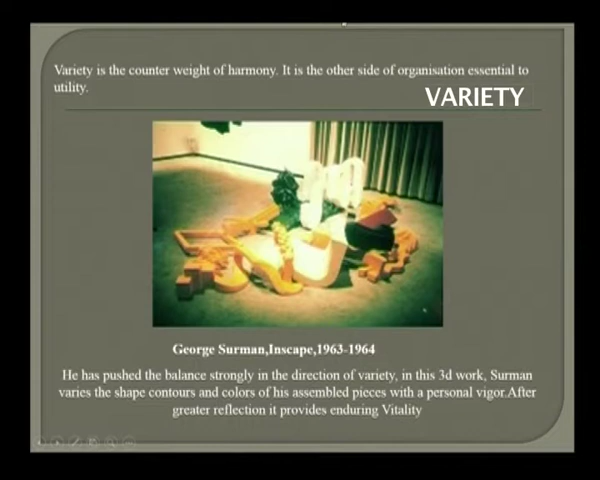 Variety is the counter weight of harmony. It is the other side of organisation essential to
utility.
VARIETY
George Surman,Inscape,1963-1964
He has pushed the balance strongly in the direction of variety, in this 3d work, Surman
varies the shape contours and colors of his assembled pieces with a personal vigor.After
greater reflection it provides enduring Vitality